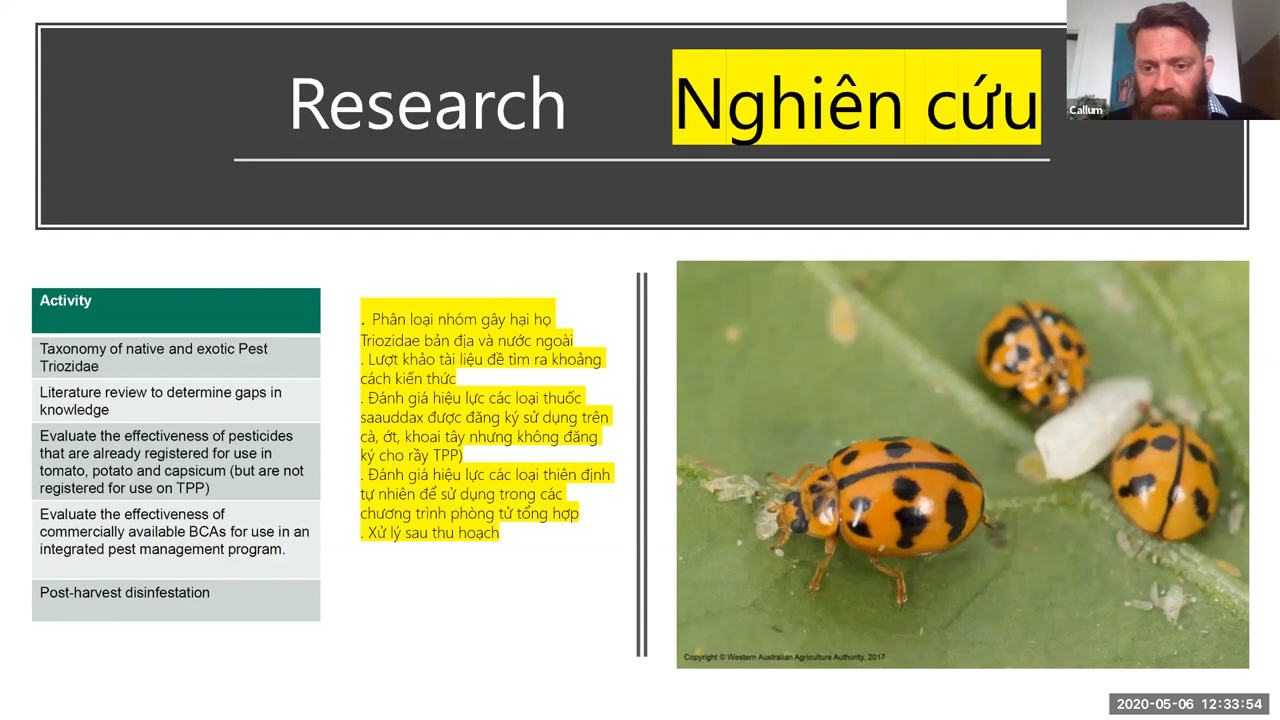 Research
Nghiên cứu
Callum
Activity
Taxonomy of native and exotic Pest
Triozidae
Literature review to determine gaps in
knowledge
Evaluate the effectiveness of pesticides
that are already registered for use in
tomato, potato and capsicum (but are not
registered for use on TPP)
Evaluate the effectiveness of
commercially available BCAs for use in an
integrated pest management program.
Post-harvest disinfestation
. Phân loại nhóm gây hại họ
Triozidae bản địa và nước ngoài
. Lượt khảo tài liệu đề tìm ra khoảng
cách kiến thức
. Đánh giá hiệu lực các loại thuốc
saauddax được đăng ký sử dụng trên
cà, ớt, khoai tây nhưng không đăng
ký cho rầy TPP)
. Đánh giá hiệu lực các loại thiên định
tự nhiên để sử dụng trong các
chương trình phòng tử tổng hợp
. Xử lý sau thu hoạch
Copyright © Western Australian Agriculture Authority, 2017
2020-05-06 12:33:54